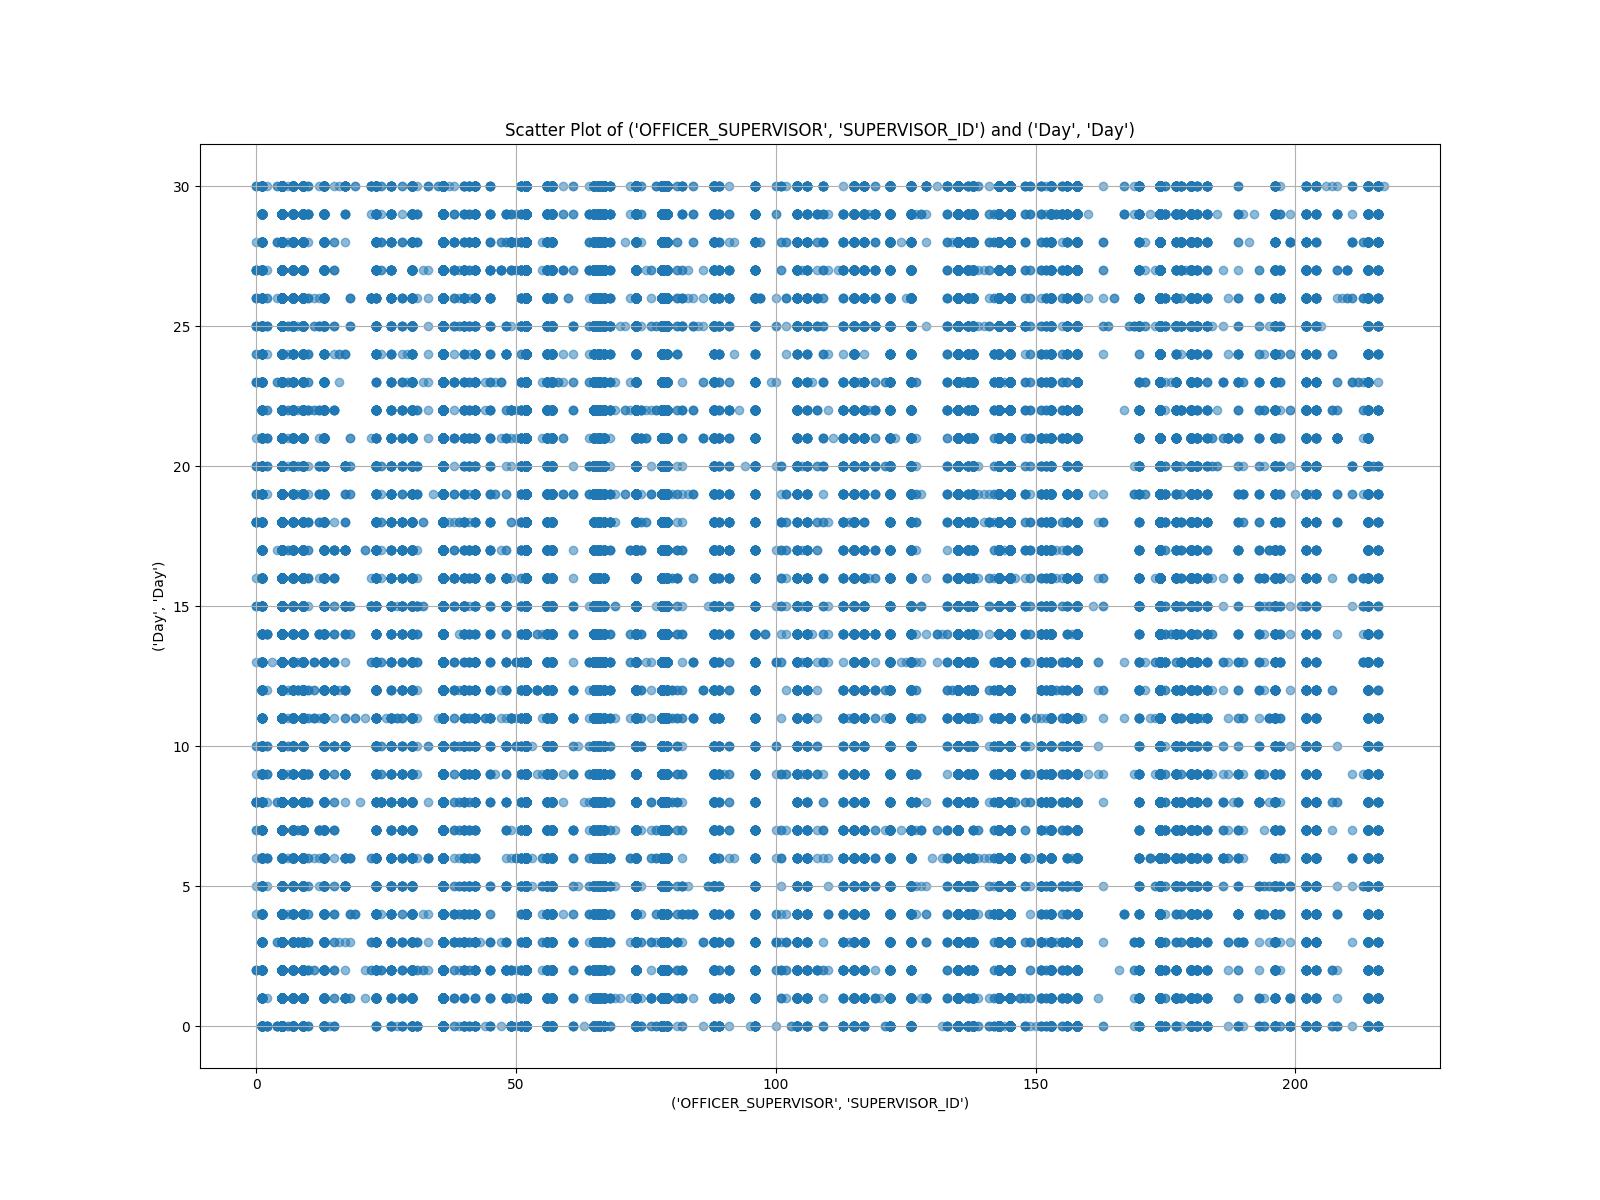 Scatter Plot of ('OFFICER_SUPERVISOR', 'SUPERVISOR_ID') and ('Day', 'Day')
30
25
20
15
10
5
0
('Day', 'Day')
0 50 100 150 200
('OFFICER_SUPERVISOR', 'SUPERVISOR_ID')